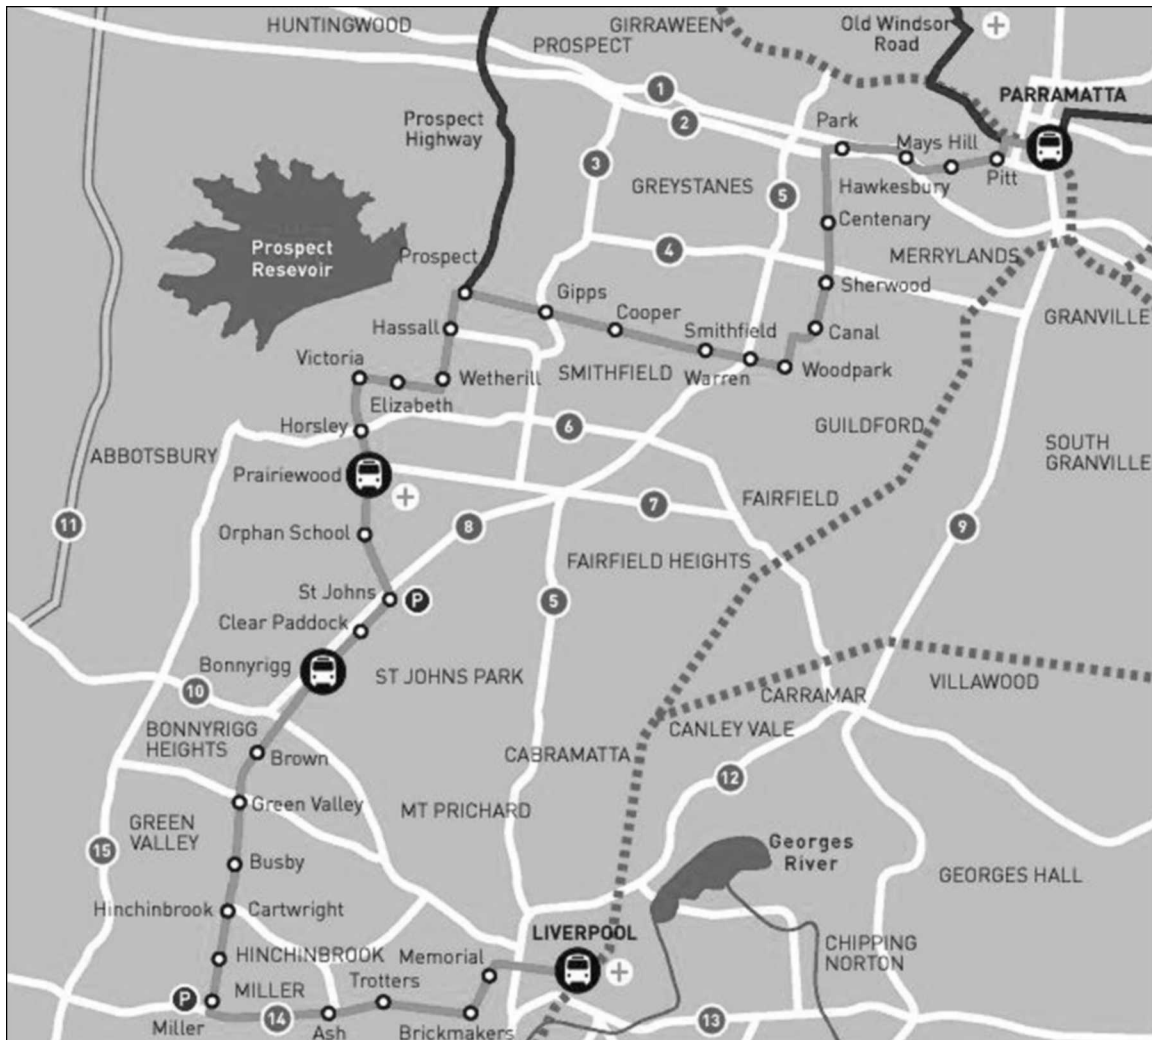 HUNTINGWOOD
GIRRAWEEN
PROSPECT
Old Windsor
Road
PARRAMATTA
1
2
Prospect
Highway
Park
Mays Hill
Pitt
3
GREYSTANES
5
Hawkesbury
Centenary
Prospect
Resevoir
Prospect
4
MERRYLANDS
Sherwood
Gipps
Cooper
GRANVILLE
Hassall
Smithfield
Canal
Victoria
Wetherill
SMITHFIELD
Warren
Woodpark
Elizabeth
Horsley
6
GUILDFORD
ABBOTSBURY
SOUTH
GRANVILLE
Prairiewood
7
FAIRFIELD
11
Orphan School
8
9
FAIRFIELD HEIGHTS
St Johns
P
5
Clear Paddock
Bonnyrigg
ST JOHNS PARK
10
VILLAWOOD
CARRAMAR
BONNYRIGG
HEIGHTS
CANLEY VALE
Brown
CABRAMATTA
12
Green Valley
MT PRICHARD
GREEN
VALLEY
15
Georges
River
Busby
GEORGES HALL
Hinchinbrook
Cartwright
LIVERPOOL
HINCHINBROOK
Memorial
CHIPPING
NORTON
Trotters
P
MILLER
Miller
14
Ash
Brickmakers
13